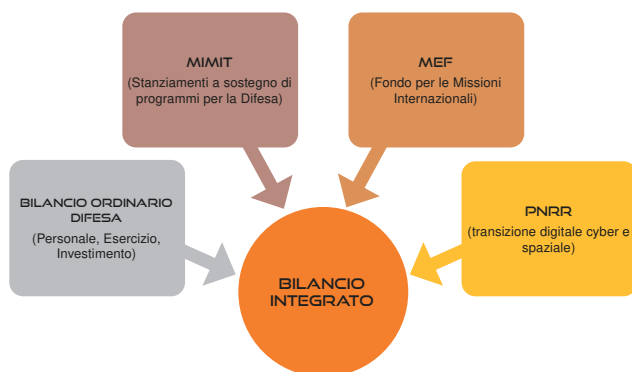 MIMIT
(Stanziamenti a sostegno di
programmi per la Difesa)
MEF
(Fondo per le Missioni
Internazionali)
BILANCIO ORDINARIO
DIFESA
(Personale, Esercizio,
Investimento)
PNRR
(transizione digitale cyber e
spaziale)
BILANCIO
INTEGRATO